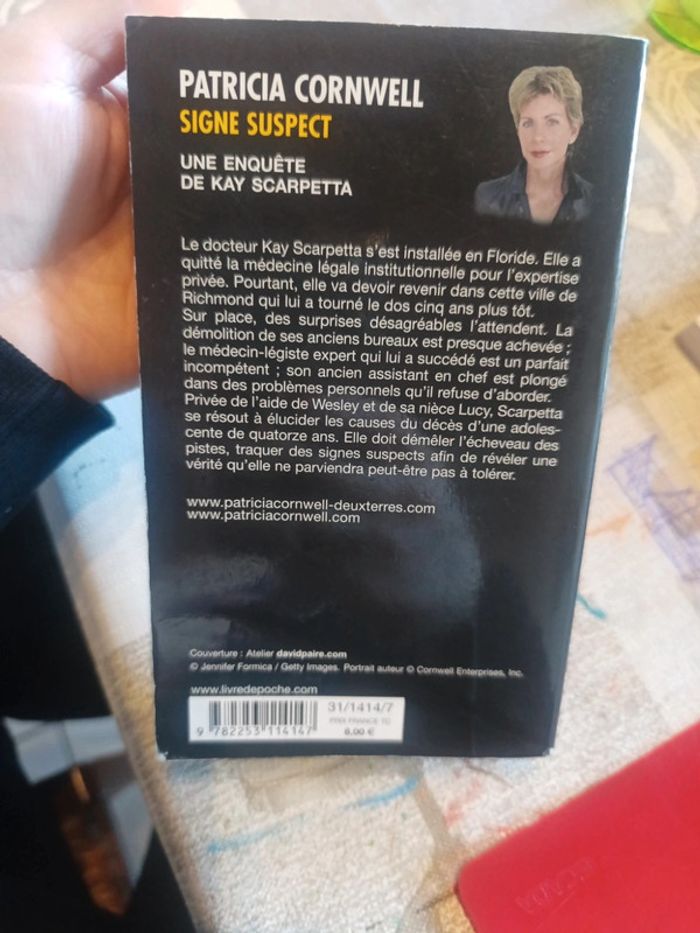 PATRICIA CORNWELL
SIGNE SUSPECT
UNE ENQUÊTE
DE KAY SCARPETTA
Le docteur Kay Scarpetta s'est installée en Floride. Elle a
quitté la médecine légale institutionnelle pour l'expertise
privée. Pourtant, elle va devoir revenir dans cette ville de
Richmond qui lui a tourné le dos cinq ans plus tôt.
Sur place, des surprises désagréables l'attendent. La
démolition de ses anciens bureaux est presque achevée ;
le médecin-légiste expert qui lui a succédé est un parfait
incompétent ; son ancien assistant en chef est plongé
dans des problèmes personnels qu'il refuse d'aborder.
Privée de l'aide de Wesley et de sa nièce Lucy, Scarpetta
se résout à élucider les causes du décès d'une adoles-
cente de quatorze ans. Elle doit démêler l'écheveau des
pistes, traquer des signes suspects afin de révéler une
vérité qu'elle ne parviendra peut-être pas à tolérer.
www.patriciacornwell-deuxterres.com
www.patriciacornwell.com
Couverture : Atelier davidpaire.com
© Jennifer Formica / Getty Images. Portrait auteur © Cornwell Enterprises, Inc.
www.livredepoche.com
31/1414/7
PRIX FRANCE TC
8,00 €
9 782253 114147